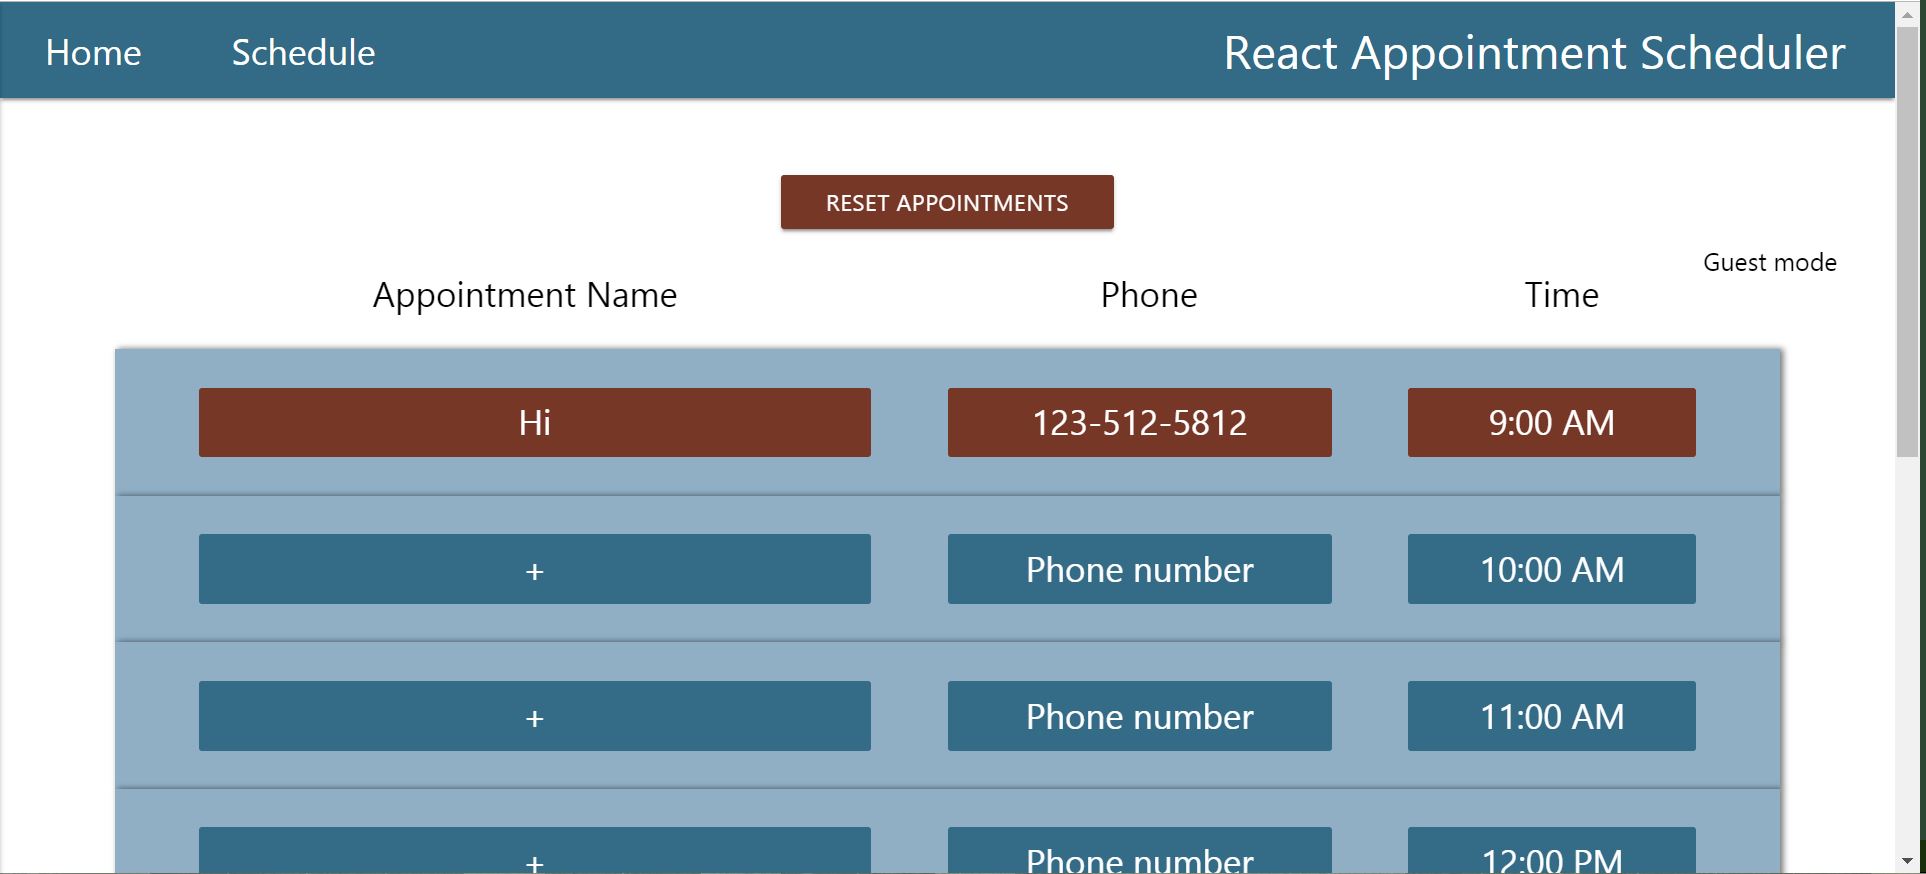 Home Schedule React Appointment Scheduler
RESET APPOINTMENTS
Guest mode
Appointment Name Phone Time
Hi 123-512-5812 9:00 AM
+ Phone number 10:00 AM
+ Phone number 11:00 AM
+ Phone number 12:00 PM